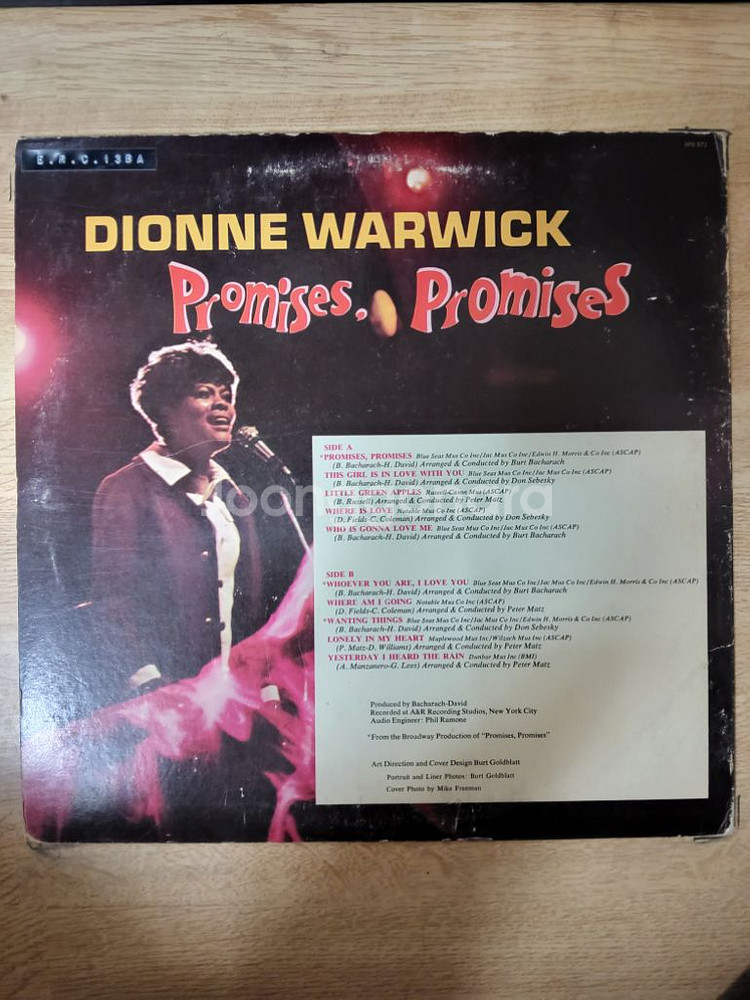 E.R.C. 138A
DIONNE WARWICK
Promises, Promises
SIDE A
*PROMISES, PROMISES Blue Seat Mus Co Inc/Jac Mus Co Inc/Edwin H. Morris & Co Inc (ASCAP)
(B. Bacharach-H. David) Arranged & Conducted by Burt Bacharach
THIS GIRL IS IN LOVE WITH YOU Blue Seat Mus Co Inc/Jac Mus Co Inc (ASCAP)
(B. Bacharach-H. David) Arranged & Conducted by Don Sebesky
LITTLE GREEN APPLES Russell-Cason Mus (ASCAP)
(B. Russell) Arranged & Conducted by Peter Matz
WHERE IS LOVE Notable Mus Co Inc (ASCAP)
(D. Fields-C. Coleman) Arranged & Conducted by Don Sebesky
WHO IS GONNA LOVE ME Blue Seat Mus Co Inc/Jac Mus Co Inc (ASCAP)
(B. Bacharach-H. David) Arranged & Conducted by Burt Bacharach
SIDE B
*WHOEVER YOU ARE, I LOVE YOU Blue Seat Mus Co Inc/Jac Mus Co Inc/Edwin H. Morris & Co Inc (ASCAP)
(B. Bacharach-H. David) Arranged & Conducted by Burt Bacharach
WHERE AM I GOING Notable Mus Co Inc (ASCAP)
(D. Fields-C. Coleman) Arranged & Conducted by Peter Matz
*WANTING THINGS Blue Seat Mus Co Inc/Jac Mus Co Inc/Edwin H. Morris & Co Inc (ASCAP)
(B. Bacharach-H. David) Arranged & Conducted by Don Sebesky
LONELY IN MY HEART Maplewood Mus Inc/Wilzach Mus Inc (ASCAP)
(P. Matz-D. Williams) Arranged & Conducted by Peter Matz
YESTERDAY I HEARD THE RAIN Dunbar Mus Inc (BMI)
(A. Manzanero-G. Lees) Arranged & Conducted by Peter Matz
Produced by Bacharach-David
Recorded at A&R Recording Studios, New York City
Audio Engineer: Phil Ramone
*From the Broadway Production of "Promises, Promises"
Art Direction and Cover Design Burt Goldblatt
Portrait and Liner Photos: Burt Goldblatt
Cover Photo by Mike Freeman